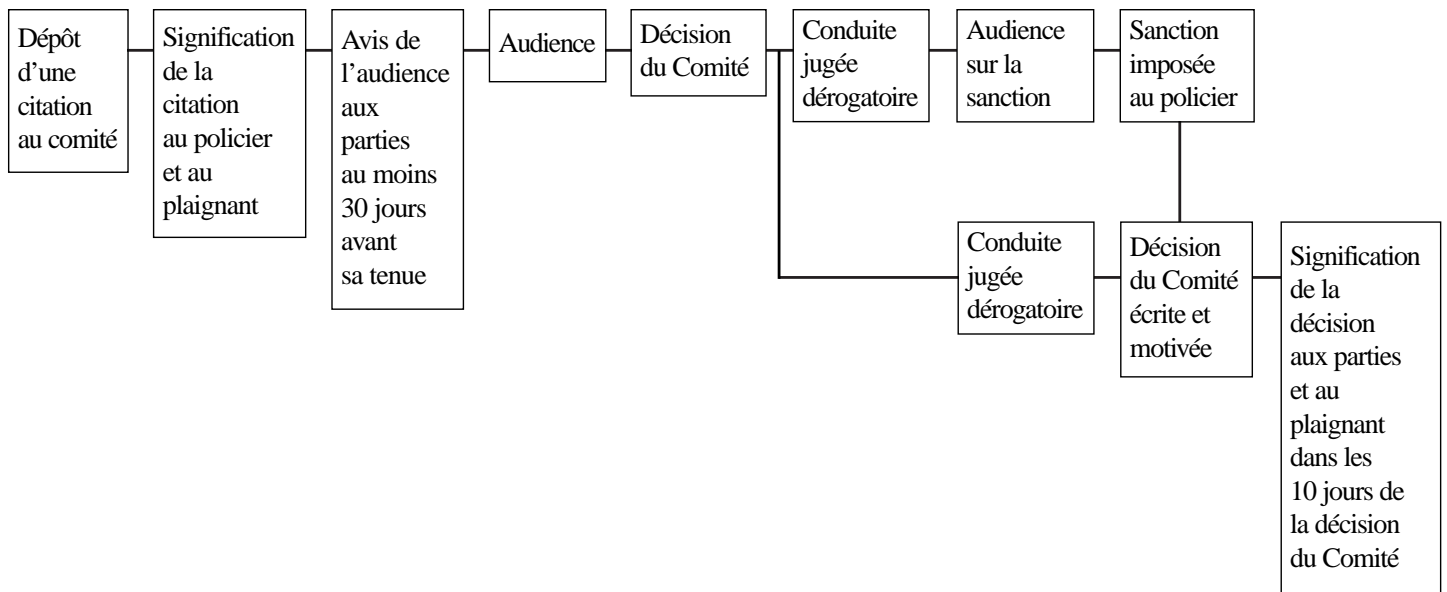 Dépôt
d’une
citation
au comité
Signification
de la
citation
au policier
et au
plaignant
Avis de
l’audience
aux
parties
au moins
30 jours
avant
sa tenue
Audience
Décision
du Comité
Conduite
jugée
dérogatoire
Audience
sur la
sanction
Sanction
imposée
au policier
Conduite
jugée
dérogatoire
Décision
du Comité
écrite et
motivée
Signification
de la
décision
aux parties
et au
plaignant
dans les
10 jours de
la décision
du Comité